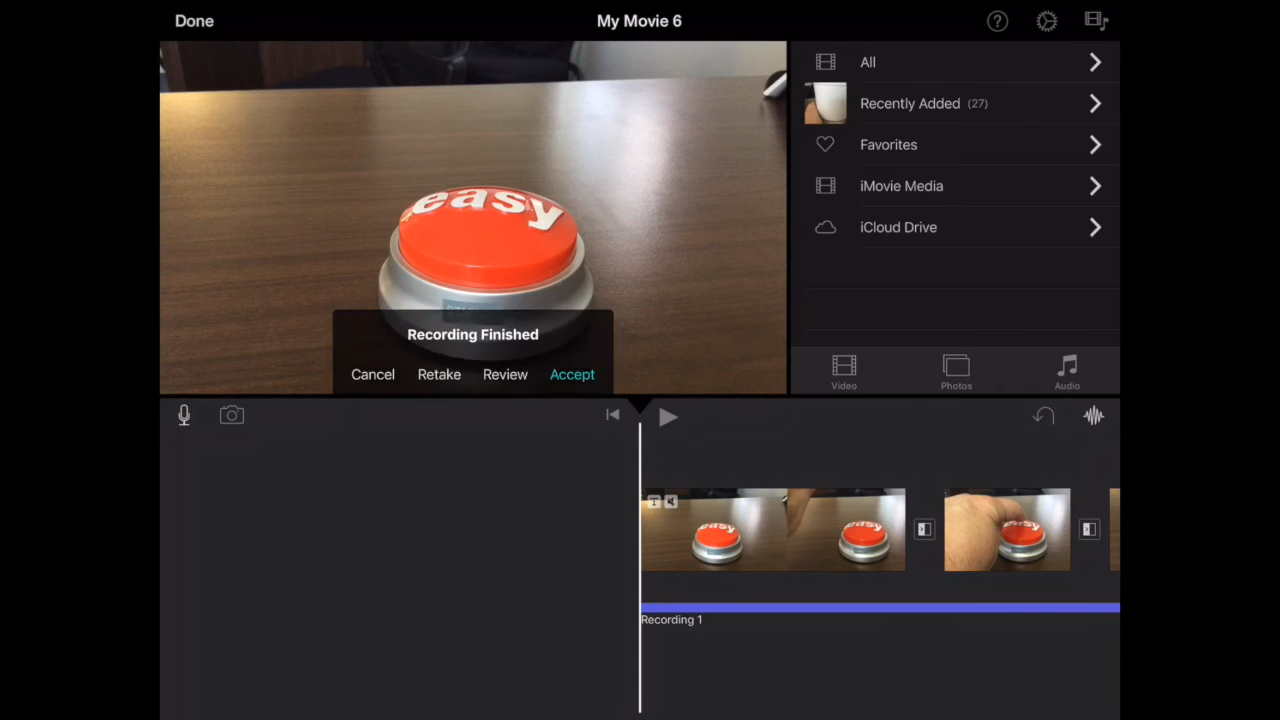 Done
My Movie 6
?
All
Recently Added (27)
Favorites
iMovie Media
iCloud Drive
easy
Recording Finished
Cancel Retake Review Accept
Video
Photos
Audio
T
easy
easy
easy
Recording 1